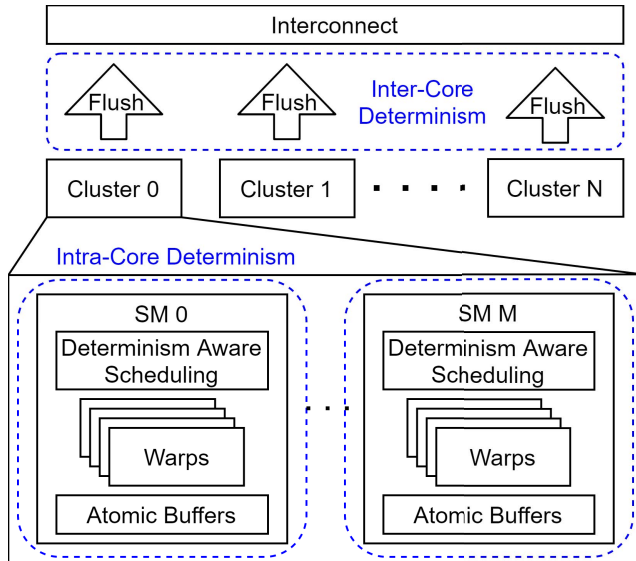 Interconnect
Flush
Flush
Flush
Inter-Core
Determinism
Cluster 0
Cluster 1
Cluster N
Intra-Core Determinism
SM 0
Determinism Aware
Scheduling
Warps
Atomic Buffers
SM M
Determinism Aware
Scheduling
Warps
Atomic Buffers